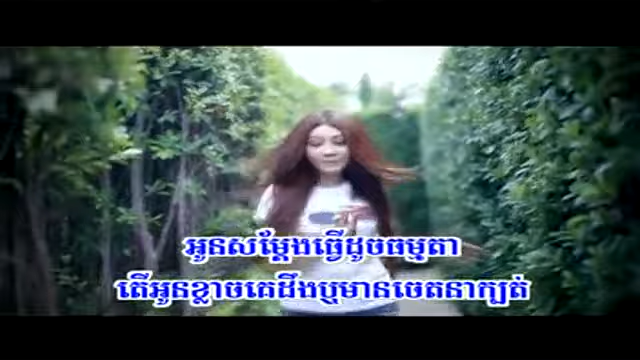 អូនសម្តែងធ្វើដូចធម្មតា
តើអូនខ្លាចគេដឹងឬមានចេតនាក្បត់